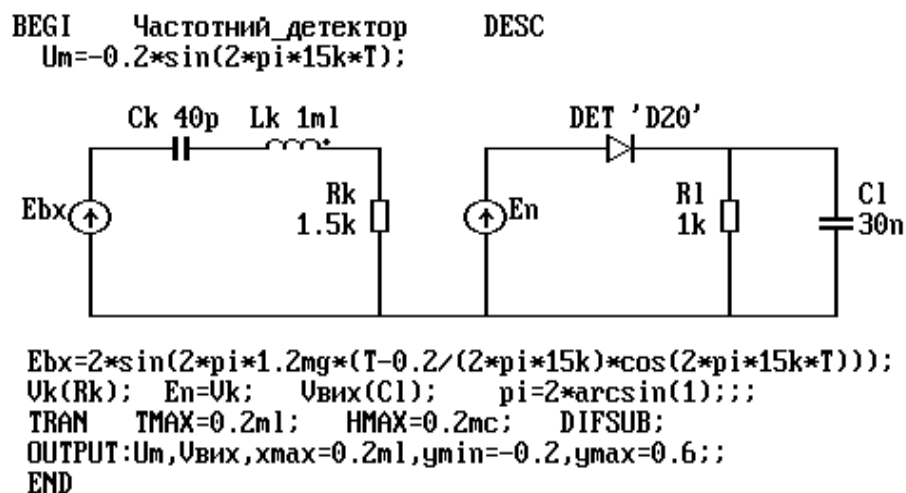 BEGI Частотний_детектор DESC
Um=-0.2*sin(2*pi*15k*T);
Ck 40p Lk 1ml DET 'D20'
Ebx Rk En Rl Cl
1.5k 1k 30n
Ebx=2*sin(2*pi*1.2mg*(T-0.2/(2*pi*15k)*cos(2*pi*15k*T)));
Vk(Rk); En=Vk; Vвих(Cl); pi=2*arcsin(1);;;
TRAN TMAX=0.2ml; HMAX=0.2mc; DIFSUB;
OUTPUT:Um,Vвих,xmax=0.2ml,ymin=-0.2,ymax=0.6;;
END